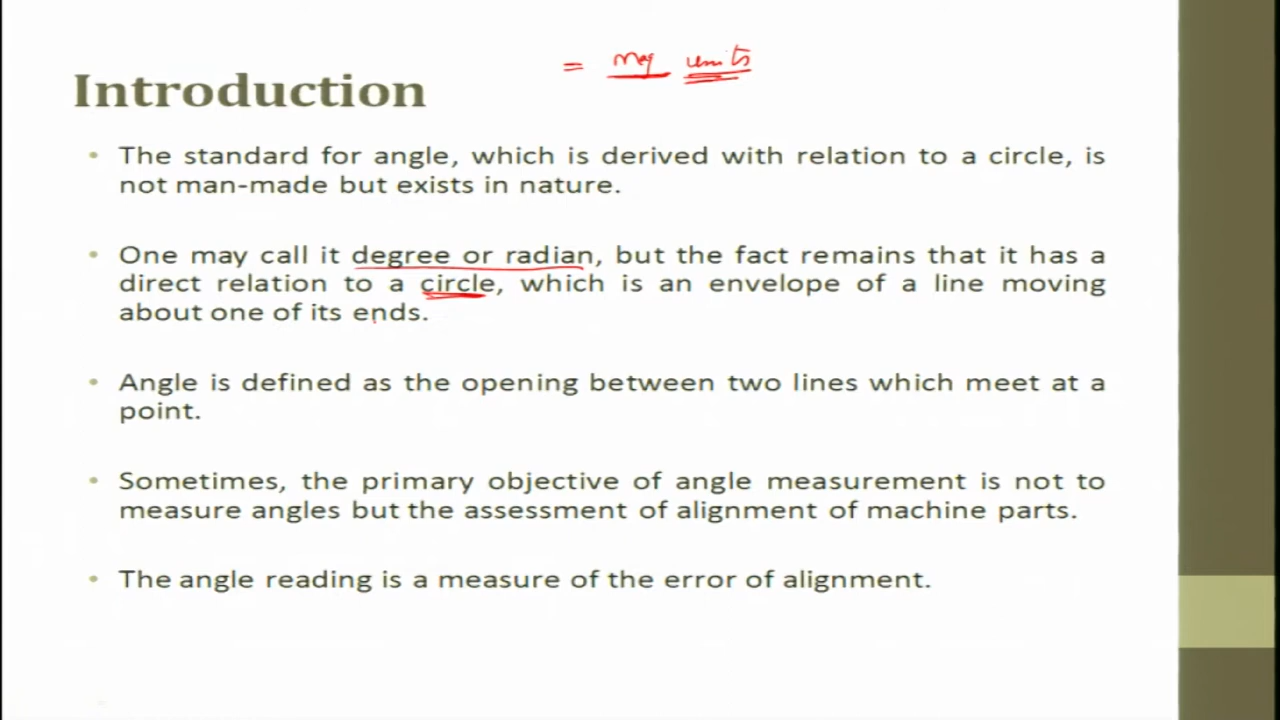 = Mag units
Introduction
• The standard for angle, which is derived with relation to a circle, is
not man-made but exists in nature.
• One may call it degree or radian, but the fact remains that it has a
direct relation to a circle, which is an envelope of a line moving
about one of its ends.
• Angle is defined as the opening between two lines which meet at a
point.
• Sometimes, the primary objective of angle measurement is not to
measure angles but the assessment of alignment of machine parts.
• The angle reading is a measure of the error of alignment.